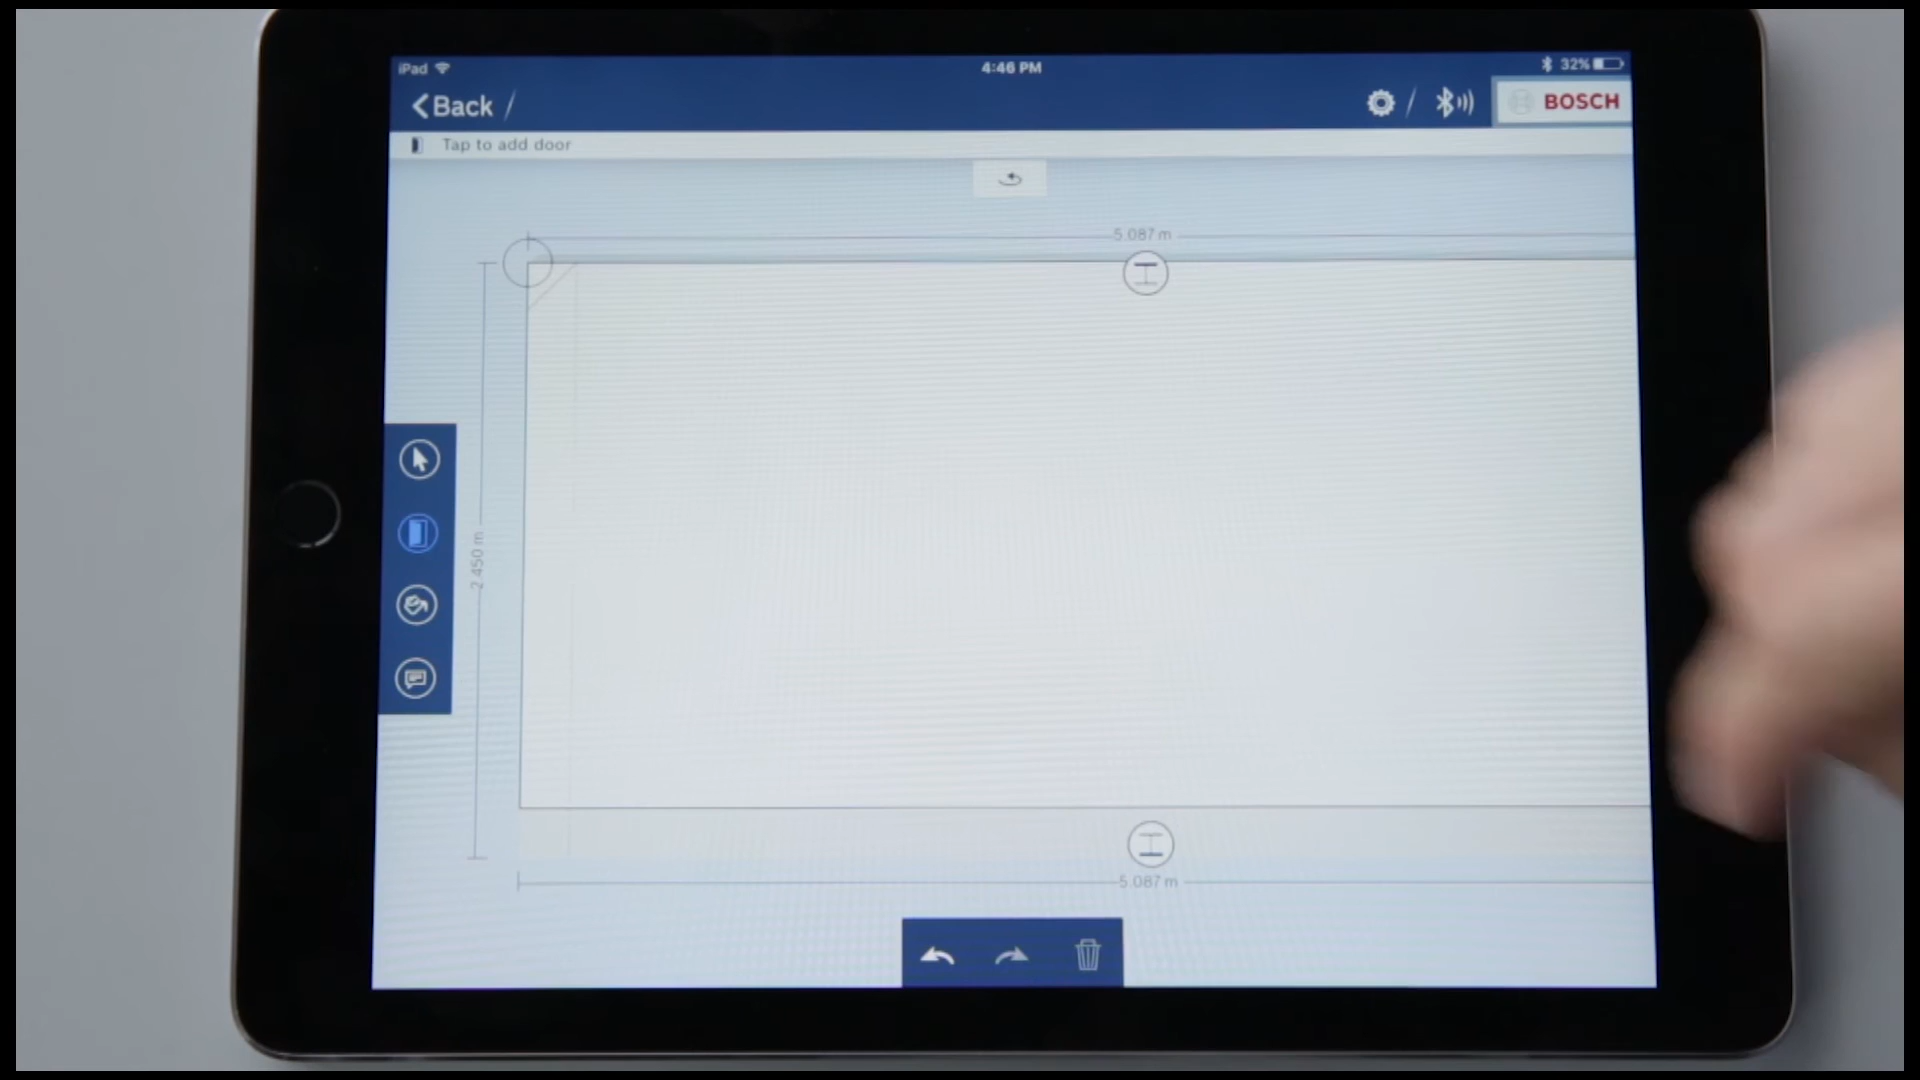 iPad
4:46 PM
32%
Back
BOSCH
Tap to add door
5.087 m
2.450 m
5.087 m